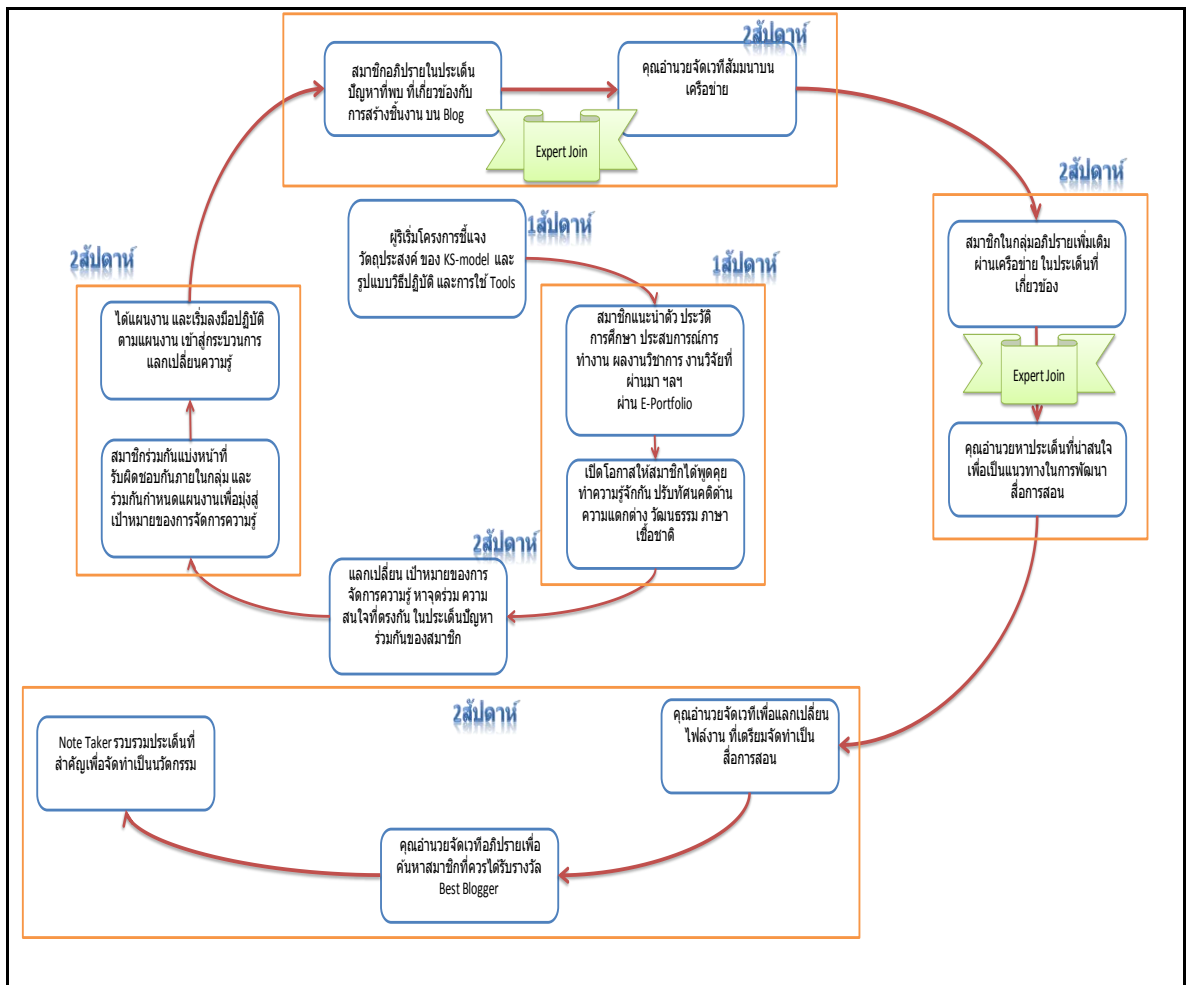 2สัปดาห์
สมาชิกอภิปรายในประเด็น
ปัญหาที่พบ ที่เกี่ยวข้องกับ
การสร้างชิ้นงาน บน Blog
คุณอำนวยจัดเวทีสัมมนาบน
เครือข่าย
Expert Join
2สัปดาห์
สมาชิกในกลุ่มอภิปรายเพิ่มเติม
ผ่านเครือข่าย ในประเด็นที่
เกี่ยวข้อง
Expert Join
คุณอำนวยหาประเด็นที่น่าสนใจ
เพื่อเป็นแนวทางในการพัฒนา
สื่อการสอน
1สัปดาห์
ผู้ริเริ่มโครงการชี้แจง
วัตถุประสงค์ ของ KS-model และ
รูปแบบวิธีปฏิบัติ และการใช้ Tools
1สัปดาห์
สมาชิกแนะนำตัว ประวัติ
การศึกษา ประสบการณ์การ
ทำงาน ผลงานวิชาการ งานวิจัยที่
ผ่านมา ฯลฯ
ผ่าน E-Portfolio
เปิดโอกาสให้สมาชิกได้พูดคุย
ทำความรู้จักกัน ปรับทัศนคติด้าน
ความแตกต่าง วัฒนธรรม ภาษา
เชื้อชาติ
2สัปดาห์
แลกเปลี่ยน เป้าหมายของการ
จัดการความรู้ หาจุดร่วม ความ
สนใจที่ตรงกัน ในประเด็นปัญหา
ร่วมกันของสมาชิก
2สัปดาห์
ได้แผนงาน และเริ่มลงมือปฏิบัติ
ตามแผนงาน เข้าสู่กระบวนการ
แลกเปลี่ยนความรู้
สมาชิกร่วมกันแบ่งหน้าที่
รับผิดชอบกันภายในกลุ่ม และ
ร่วมกันกำหนดแผนงานเพื่อมุ่งสู่
เป้าหมายของการจัดการความรู้
2สัปดาห์
คุณอำนวยจัดเวทีเพื่อแลกเปลี่ยน
ไฟล์งาน ที่เตรียมจัดทำเป็น
สื่อการสอน
คุณอำนวยจัดเวทีอภิปรายเพื่อ
ค้นหาสมาชิกที่ควรได้รับรางวัล
Best Blogger
Note Taker รวบรวมประเด็นที่
สำคัญเพื่อจัดทำเป็นนวัตกรรม